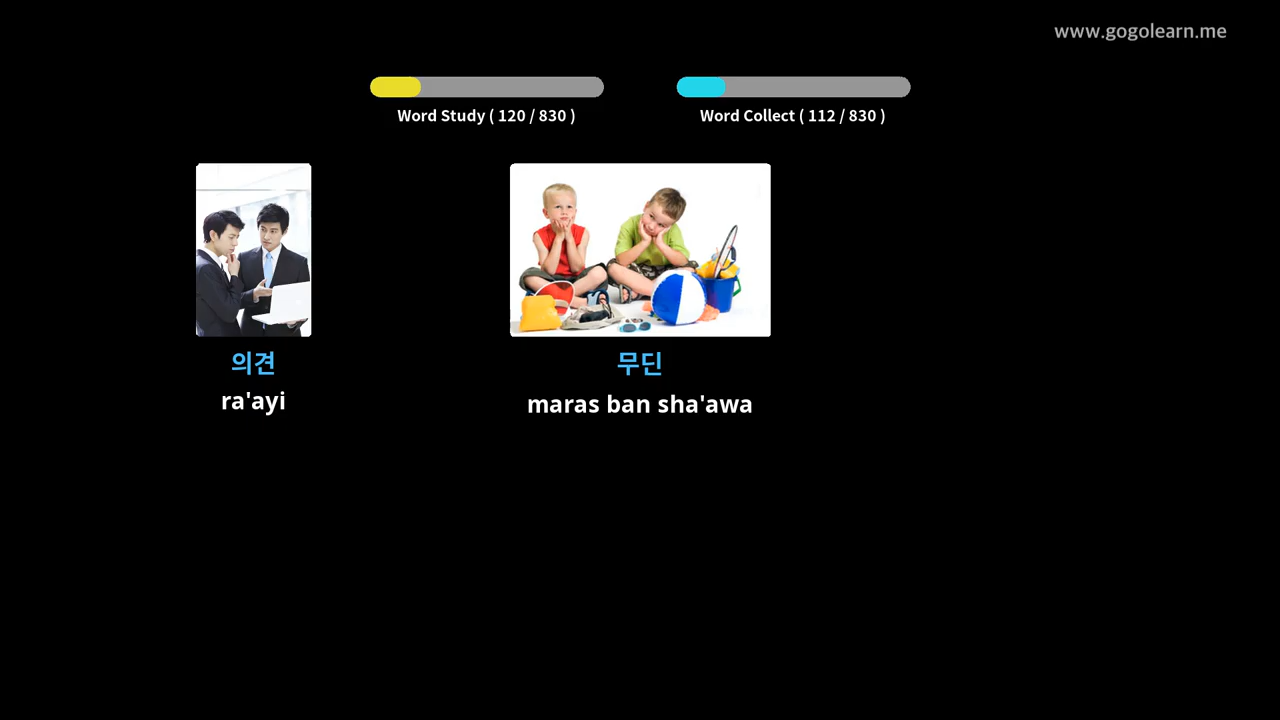 www.gogolearn.me
Word Study ( 120 / 830 )
Word Collect ( 112 / 830 )
의견
ra'ayi
무딘
maras ban sha'awa